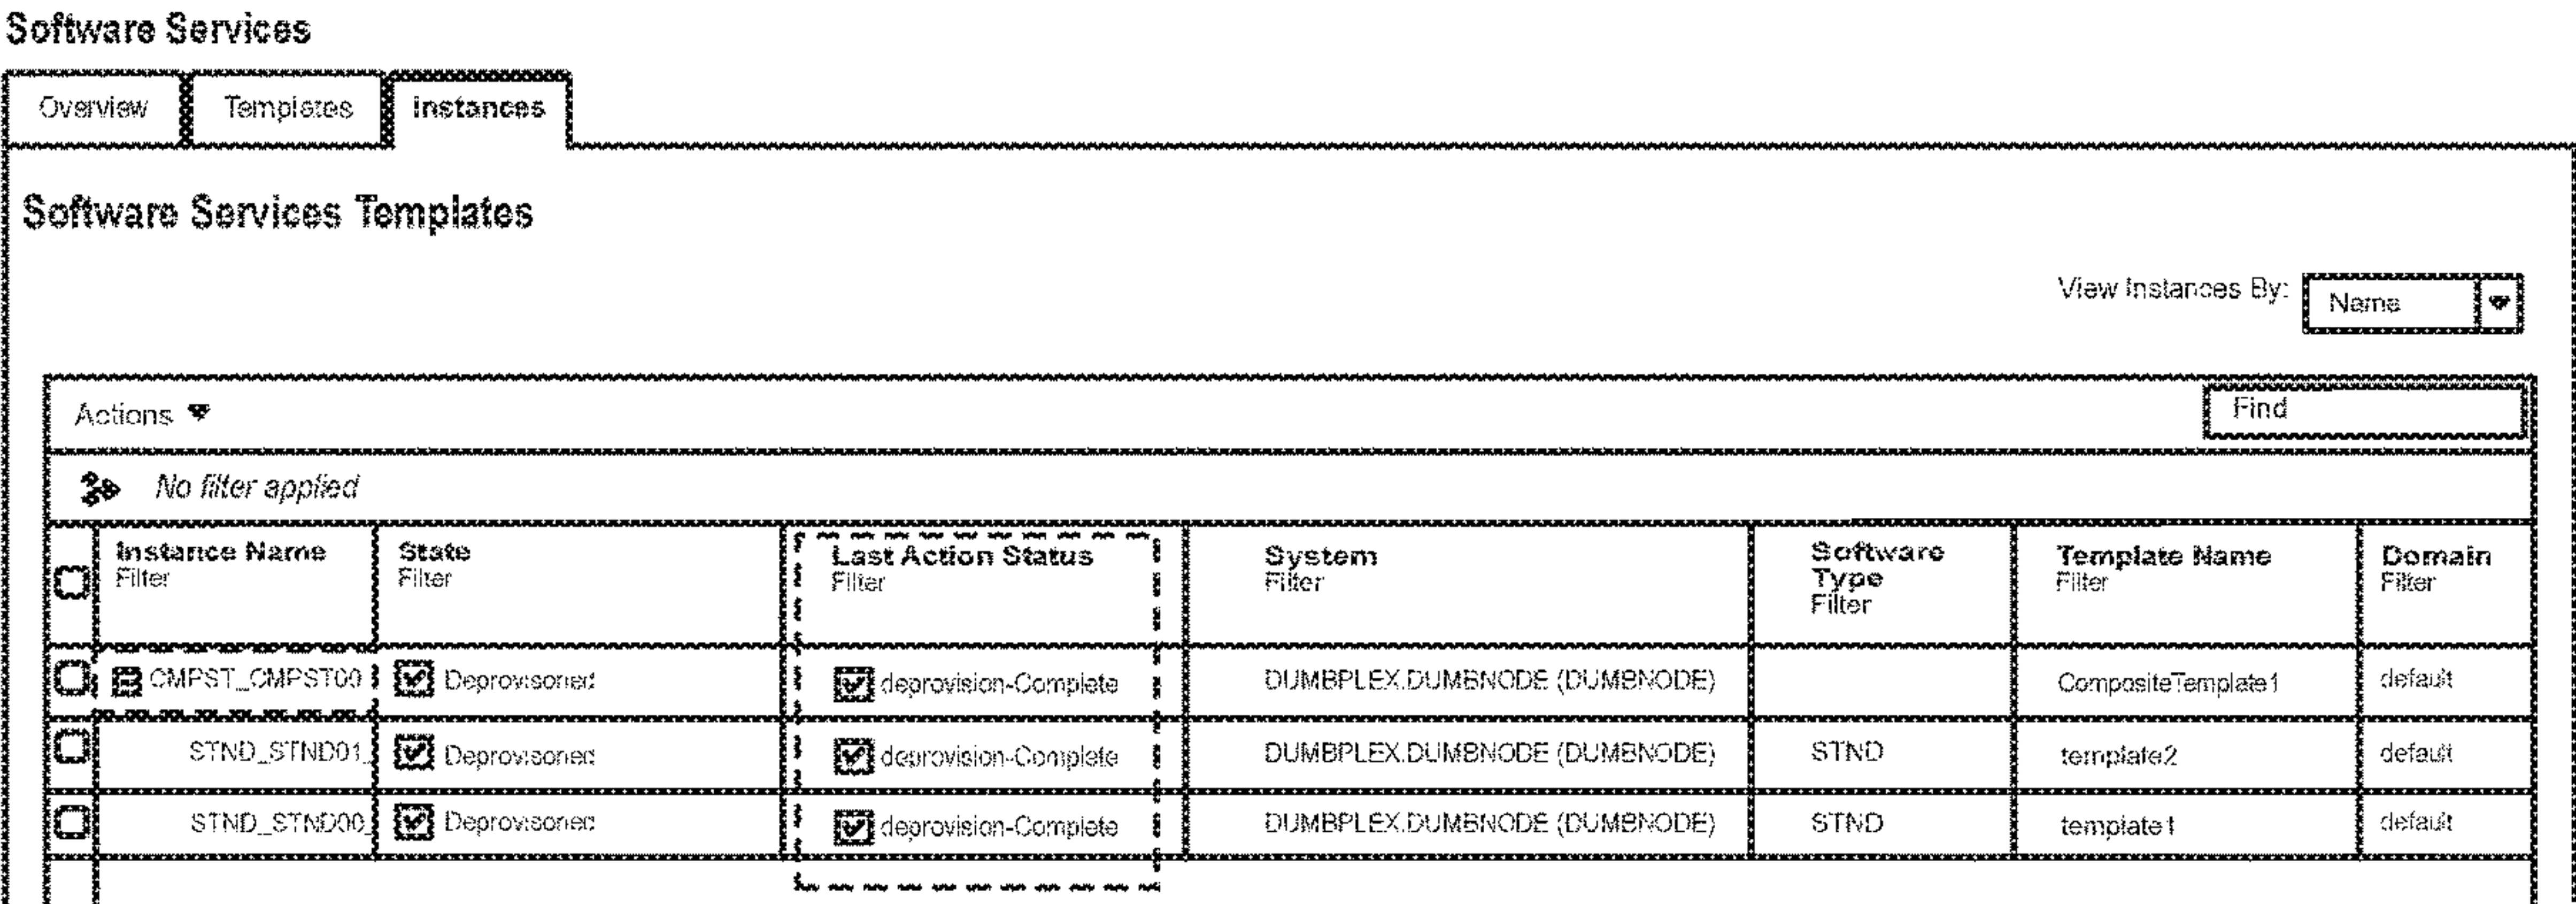 Software Services
Overview Templates Instances
Software Services Templates
View Instances By: Name
Actions Find
No filter applied
Instance Name State Last Action Status System Software Type Template Name Domain
Filter Filter Filter Filter Filter Filter Filter
CMPST_CMPST00 Deprovisoned deprovision-Complete DUMBPLEX.DUMBNODE (DUMBNODE) CompositeTemplate1 default
STND_STND01_ Deprovisoned deprovision-Complete DUMBPLEX.DUMBNODE (DUMBNODE) STND template2 default
STND_STND00_ Deprovisoned deprovision-Complete DUMBPLEX.DUMBNODE (DUMBNODE) STND template1 default